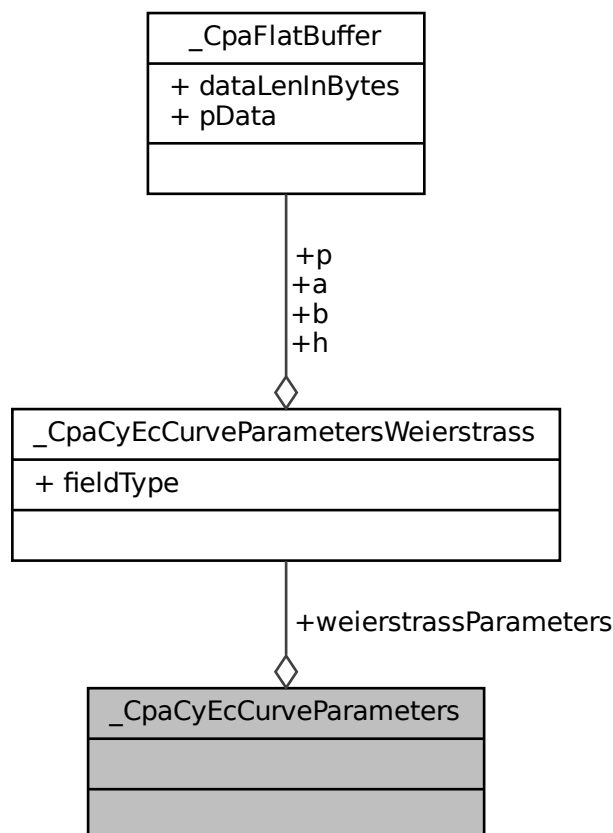 _CpaFlatBuffer
+ dataLenInBytes
+ pData
+p
+a
+b
+h
_CpaCyEcCurveParametersWeierstrass
+ fieldType
+weierstrassParameters
_CpaCyEcCurveParameters